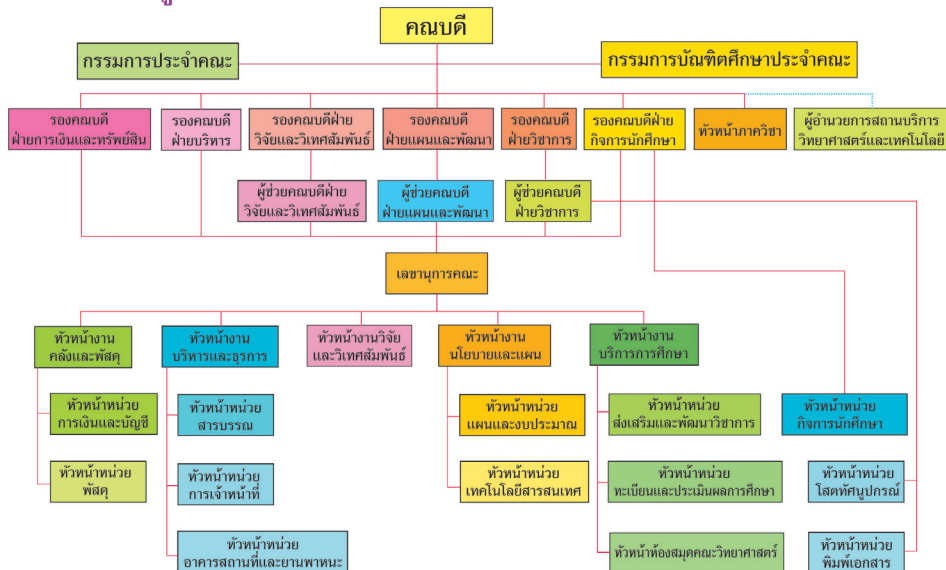 คณบดี
กรรมการประจำคณะ
กรรมการบัณฑิตศึกษาประจำคณะ
รองคณบดี
ฝ่ายการเงินและทรัพย์สิน
รองคณบดี
ฝ่ายบริหาร
รองคณบดีฝ่าย
วิจัยและวิเทศสัมพันธ์
รองคณบดี
ฝ่ายแผนและพัฒนา
รองคณบดี
ฝ่ายวิชาการ
รองคณบดีฝ่าย
กิจการนักศึกษา
หัวหน้าภาควิชา
ผู้อำนวยการสถานบริการ
วิทยาศาสตร์และเทคโนโลยี
ผู้ช่วยคณบดีฝ่าย
วิจัยและวิเทศสัมพันธ์
ผู้ช่วยคณบดี
ฝ่ายแผนและพัฒนา
ผู้ช่วยคณบดี
ฝ่ายวิชาการ
เลขานุการคณะ
หัวหน้างาน
คลังและพัสดุ
หัวหน้างาน
บริหารและธุรการ
หัวหน้างานวิจัย
และวิเทศสัมพันธ์
หัวหน้างาน
นโยบายและแผน
หัวหน้างาน
บริการการศึกษา
หัวหน้าหน่วย
การเงินและบัญชี
หัวหน้าหน่วย
สารบรรณ
หัวหน้าหน่วย
แผนและงบประมาณ
หัวหน้าหน่วย
ส่งเสริมและพัฒนาวิชาการ
หัวหน้าหน่วย
กิจการนักศึกษา
หัวหน้าหน่วย
พัสดุ
หัวหน้าหน่วย
การเจ้าหน้าที่
หัวหน้าหน่วย
เทคโนโลยีสารสนเทศ
หัวหน้าหน่วย
ทะเบียนและประเมินผลการศึกษา
หัวหน้าหน่วย
โสตทัศนูปกรณ์
หัวหน้าหน่วย
อาคารสถานที่และยานพาหนะ
หัวหน้าห้องสมุดคณะวิทยาศาสตร์
หัวหน้าหน่วย
พิมพ์เอกสาร